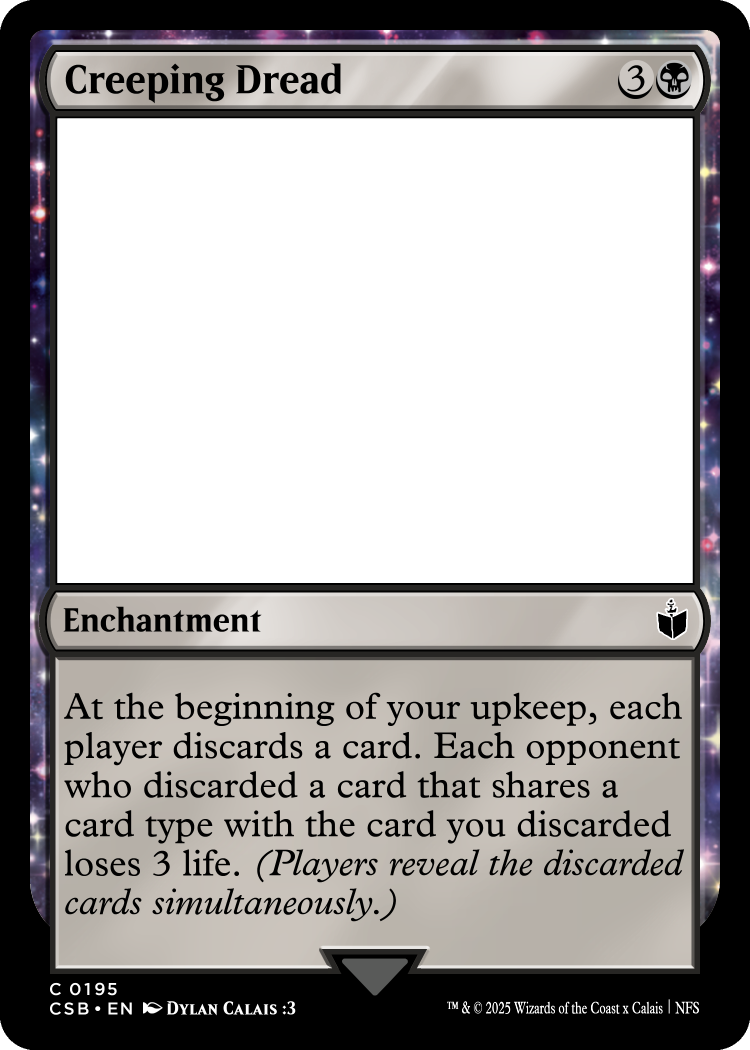 Creeping Dread 3
Enchantment
At the beginning of your upkeep, each
player discards a card. Each opponent
who discarded a card that shares a
card type with the card you discarded
loses 3 life. (Players reveal the discarded
cards simultaneously.)
C 0195
CSB • EN Dylan Calais :3
™ & © 2025 Wizards of the Coast x Calais | NFS